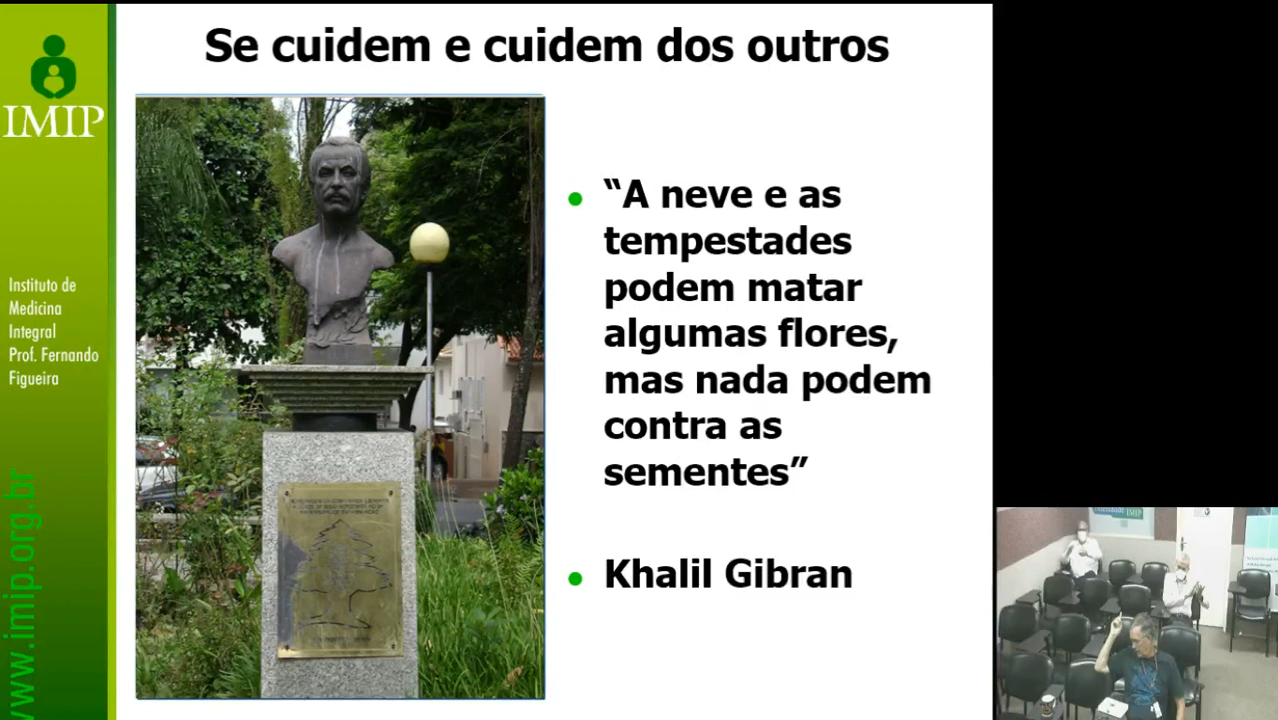 Se cuidem e cuidem dos outros
IMIP
Instituto de
Medicina
Integral
Prof. Fernando
Figueira
www.imip.org.br
• “A neve e as
tempestades
podem matar
algumas flores,
mas nada podem
contra as
sementes”
• Khalil Gibran
IMIP